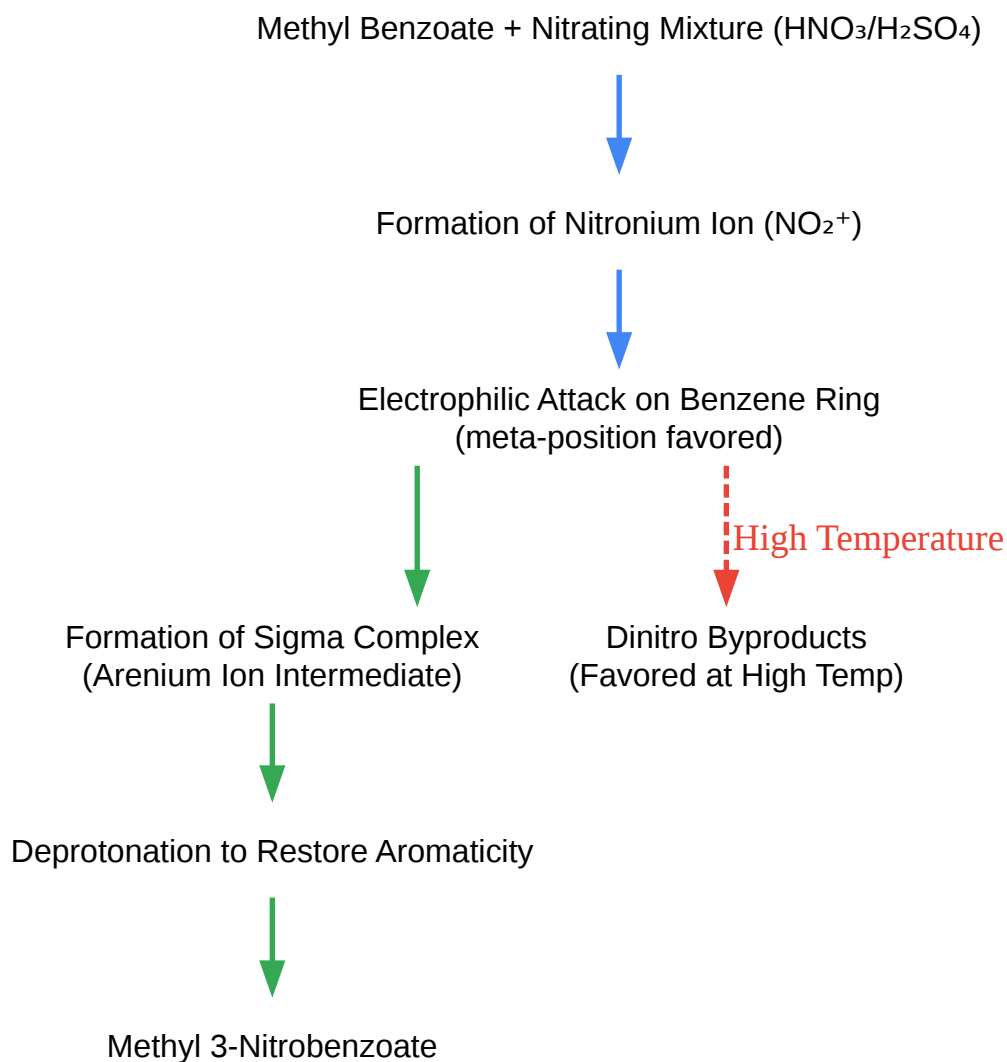 Methyl Benzoate + Nitrating Mixture (HNO₃/H₂SO₄)
Formation of Nitronium Ion (NO₂⁺)
Electrophilic Attack on Benzene Ring
(meta-position favored)
High Temperature
Formation of Sigma Complex
(Arenium Ion Intermediate)
Dinitro Byproducts
(Favored at High Temp)
Deprotonation to Restore Aromaticity
Methyl 3-Nitrobenzoate